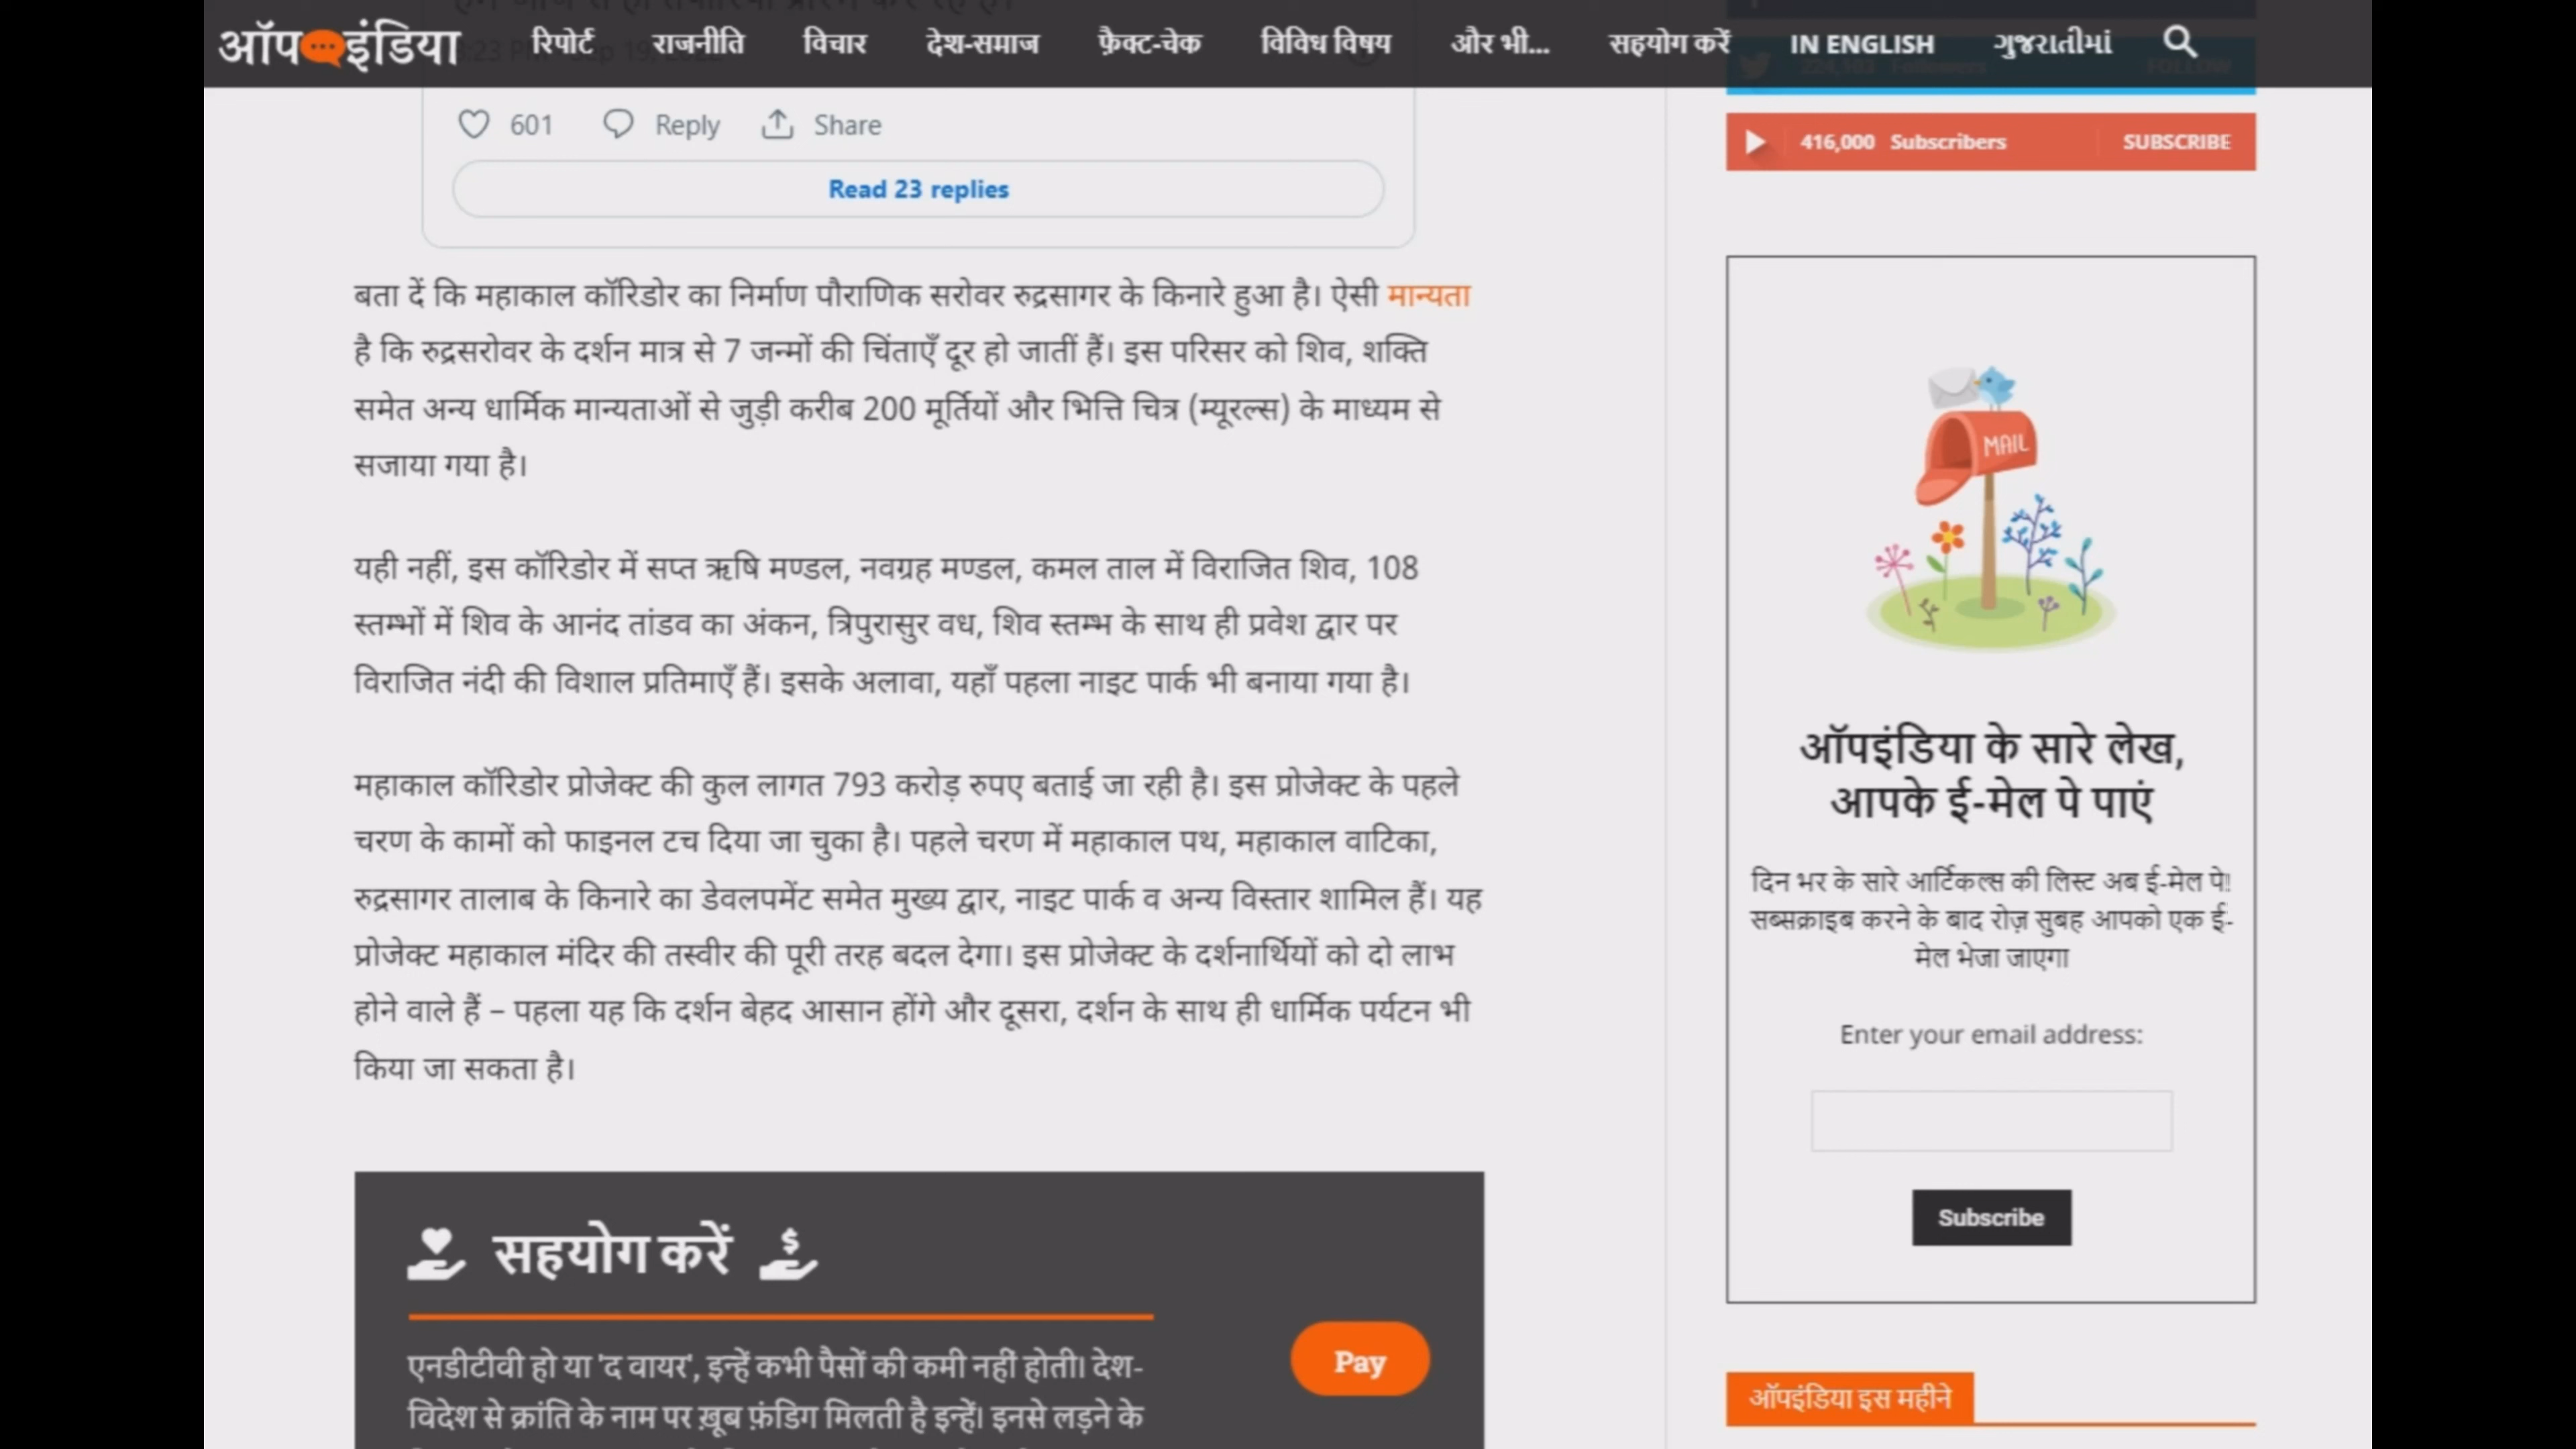 ऑपइंडिया रिपोर्ट राजनीति विचार देश-समाज फ़ैक्ट-चेक विविध विषय और भी... सहयोग करें IN ENGLISH ગુજરાતીમાં
601 Reply Share
Read 23 replies
बता दें कि महाकाल कॉरिडोर का निर्माण पौराणिक सरोवर रुद्रसागर के किनारे हुआ है। ऐसी मान्यता
है कि रुद्रसरोवर के दर्शन मात्र से 7 जन्मों की चिंताएँ दूर हो जातीं हैं। इस परिसर को शिव, शक्ति
समेत अन्य धार्मिक मान्यताओं से जुड़ी करीब 200 मूर्तियों और भित्ति चित्र (म्यूरल्स) के माध्यम से
सजाया गया है।
यही नहीं, इस कॉरिडोर में सप्त ऋषि मण्डल, नवग्रह मण्डल, कमल ताल में विराजित शिव, 108
स्तम्भों में शिव के आनंद तांडव का अंकन, त्रिपुरासुर वध, शिव स्तम्भ के साथ ही प्रवेश द्वार पर
विराजित नंदी की विशाल प्रतिमाएँ हैं। इसके अलावा, यहाँ पहला नाइट पार्क भी बनाया गया है।
महाकाल कॉरिडोर प्रोजेक्ट की कुल लागत 793 करोड़ रुपए बताई जा रही है। इस प्रोजेक्ट के पहले
चरण के कामों को फाइनल टच दिया जा चुका है। पहले चरण में महाकाल पथ, महाकाल वाटिका,
रुद्रसागर तालाब के किनारे का डेवलपमेंट समेत मुख्य द्वार, नाइट पार्क व अन्य विस्तार शामिल हैं। यह
प्रोजेक्ट महाकाल मंदिर की तस्वीर की पूरी तरह बदल देगा। इस प्रोजेक्ट के दर्शनार्थियों को दो लाभ
होने वाले हैं – पहला यह कि दर्शन बेहद आसान होंगे और दूसरा, दर्शन के साथ ही धार्मिक पर्यटन भी
किया जा सकता है।
सहयोग करें
एनडीटीवी हो या 'द वायर', इन्हें कभी पैसों की कमी नहीं होती। देश-
विदेश से क्रांति के नाम पर ख़ूब फ़ंडिग मिलती है इन्हें। इनसे लड़ने के
Pay
416,000 Subscribers SUBSCRIBE
MAIL
ऑपइंडिया के सारे लेख,
आपके ई-मेल पे पाएं
दिन भर के सारे आर्टिकल्स की लिस्ट अब ई-मेल पे!
सब्सक्राइब करने के बाद रोज़ सुबह आपको एक ई-
मेल भेजा जाएगा
Enter your email address:
Subscribe
ऑपइंडिया इस महीने